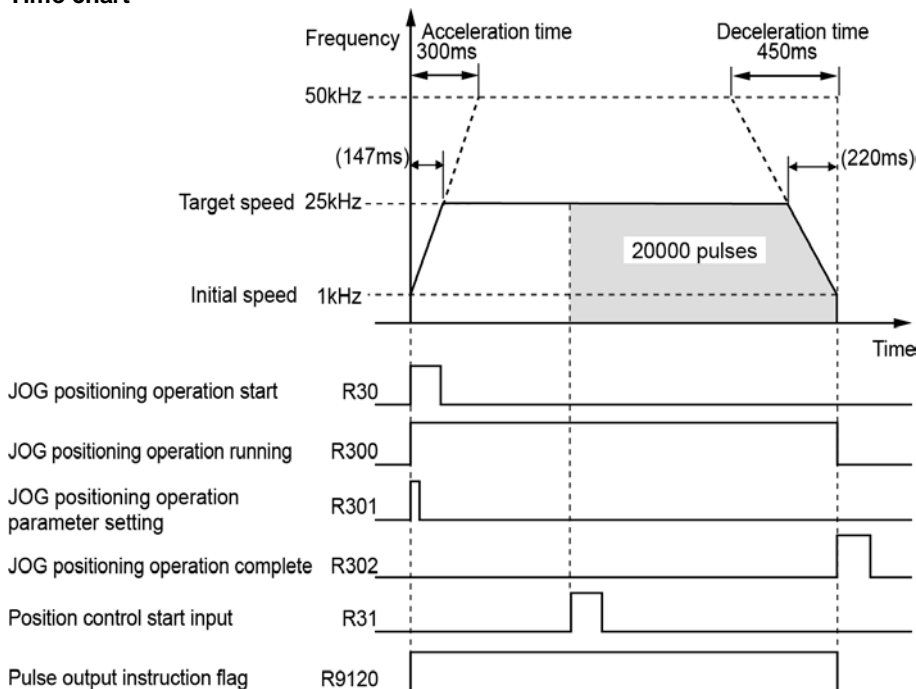 Time chart
Frequency
Acceleration time
300ms
Deceleration time
450ms
50kHz
(147ms)
(220ms)
Target speed 25kHz
20000 pulses
Initial speed 1kHz
Time
JOG positioning operation start R30
JOG positioning operation running R300
JOG positioning operation
parameter setting R301
JOG positioning operation complete R302
Position control start input R31
Pulse output instruction flag R9120